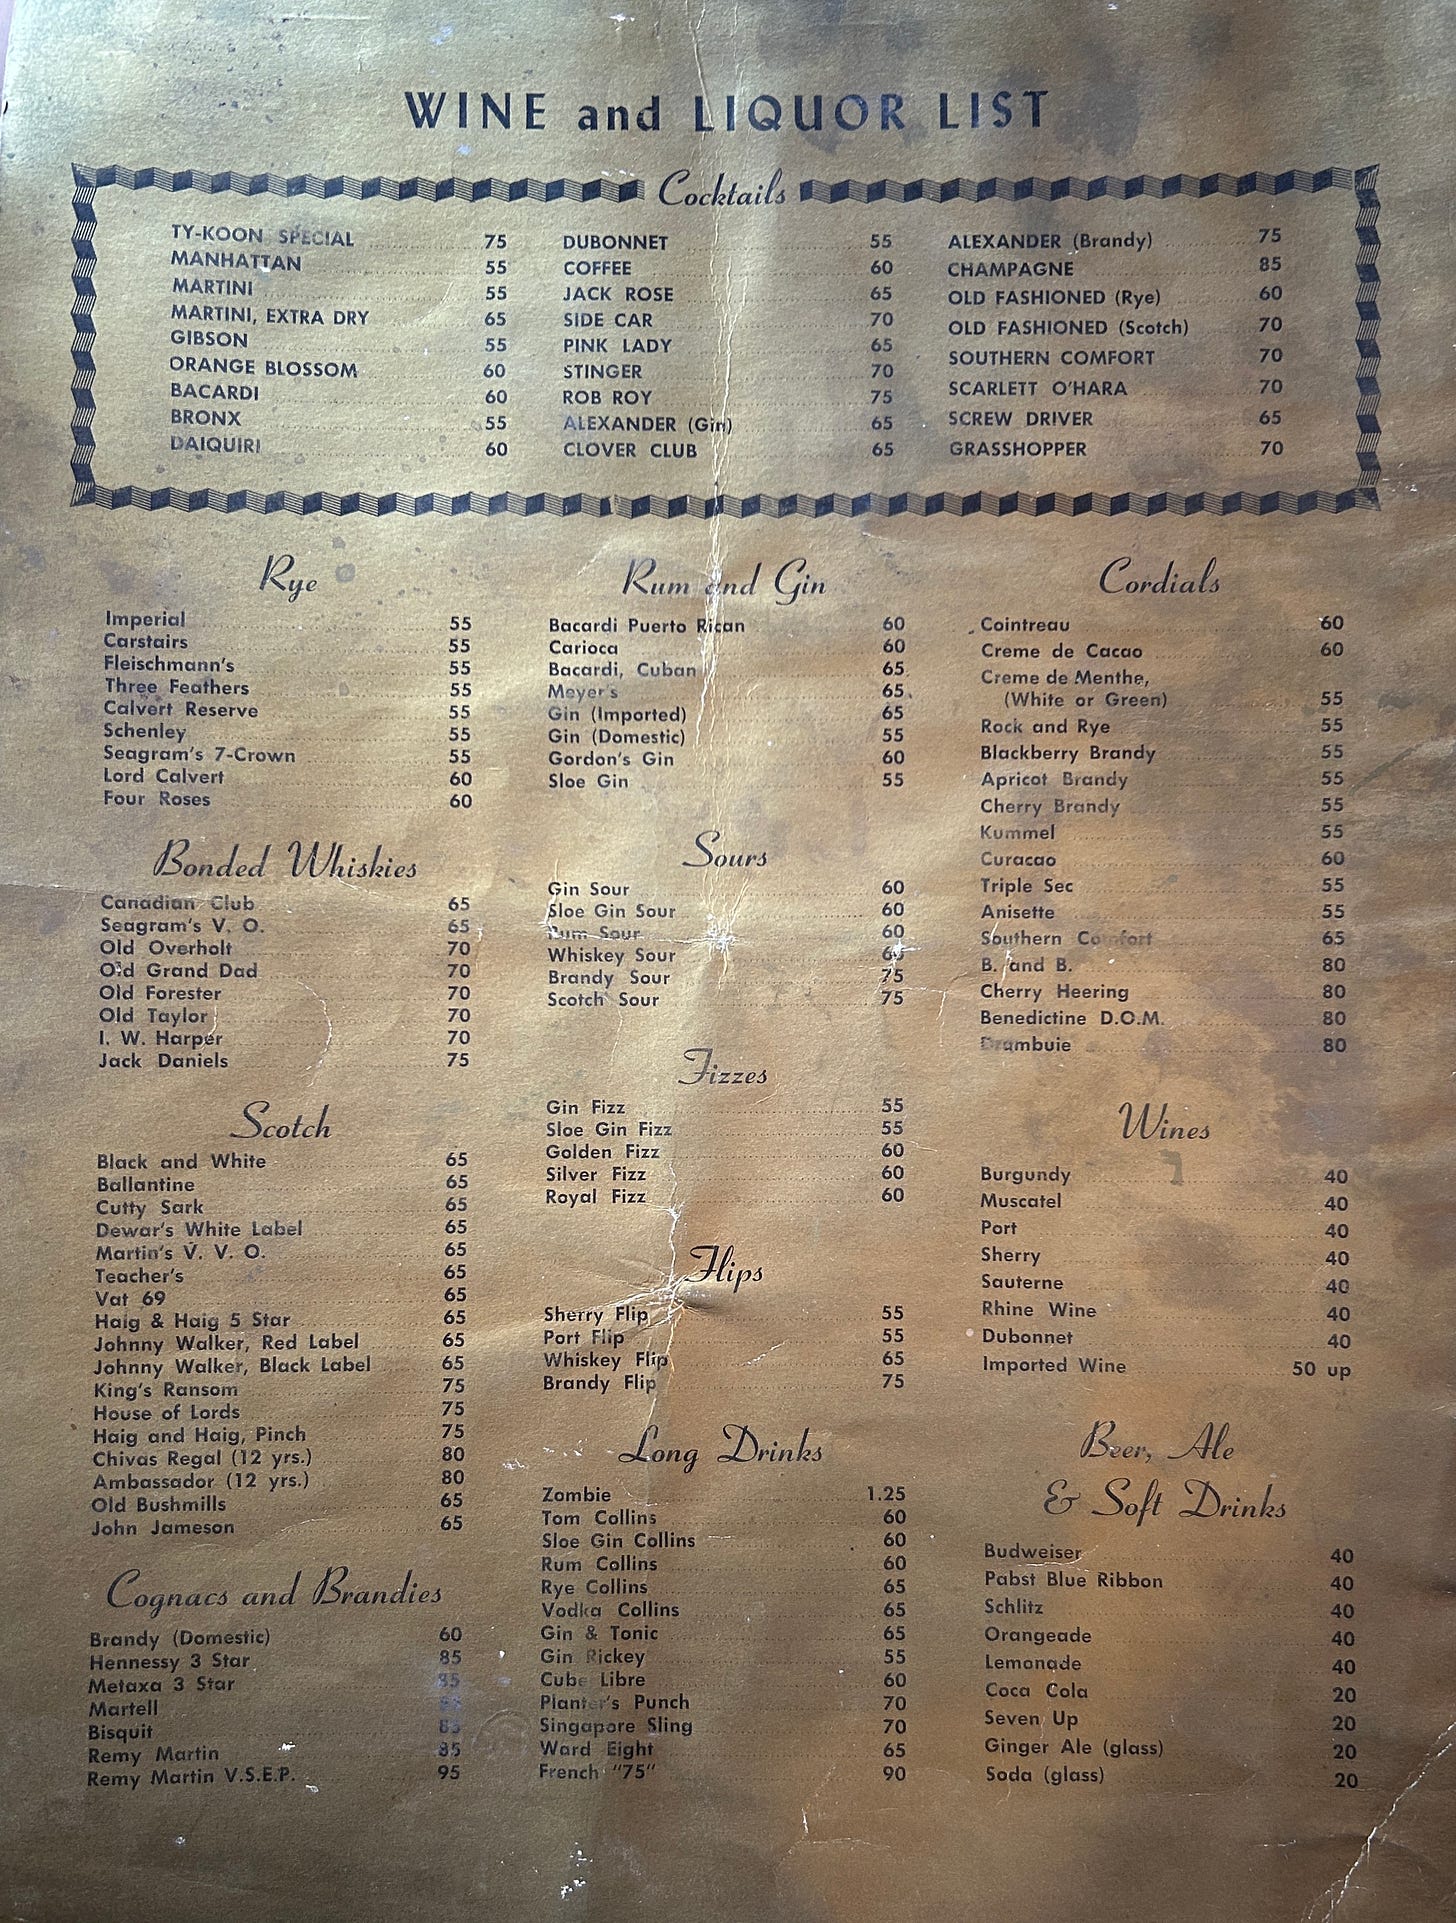 WINE and LIQUOR LIST
Cocktails
TY-KOON SPECIAL 75
MANHATTAN 55
MARTINI 55
MARTINI, EXTRA DRY 65
GIBSON 55
ORANGE BLOSSOM 60
BACARDI 60
BRONX 55
DAIQUIRI 60
DUBONNET 55
COFFEE 60
JACK ROSE 65
SIDE CAR 70
PINK LADY 65
STINGER 70
ROB ROY 75
ALEXANDER (Gin) 65
CLOVER CLUB 65
ALEXANDER (Brandy) 75
CHAMPAGNE 85
OLD FASHIONED (Rye) 60
OLD FASHIONED (Scotch) 70
SOUTHERN COMFORT 70
SCARLETT O'HARA 70
SCREW DRIVER 65
GRASSHOPPER 70
Rye
Imperial 55
Carstairs 55
Fleischmann's 55
Three Feathers 55
Calvert Reserve 55
Schenley 55
Seagram's 7-Crown 55
Lord Calvert 60
Four Roses 60
Bonded Whiskies
Canadian Club 65
Seagram's V. O. 65
Old Overholt 70
Old Grand Dad 70
Old Forester 70
Old Taylor 70
I. W. Harper 70
Jack Daniels 75
Scotch
Black and White 65
Ballantine 65
Cutty Sark 65
Dewar's White Label 65
Martin's V. V. O. 65
Teacher's 65
Vat 69 65
Haig & Haig 5 Star 65
Johnny Walker, Red Label 65
Johnny Walker, Black Label 65
King's Ransom 75
House of Lords 75
Haig and Haig, Pinch 75
Chivas Regal (12 yrs.) 80
Ambassador (12 yrs.) 80
Old Bushmills 65
John Jameson 65
Cognacs and Brandies
Brandy (Domestic) 60
Hennessy 3 Star 85
Metaxa 3 Star 85
Martell
Bisquit 85
Remy Martin 85
Remy Martin V.S.E.P. 95
Rum and Gin
Bacardi Puerto Rican 60
Carioca 60
Bacardi, Cuban 65
Meyer's 65
Gin (Imported) 65
Gin (Domestic) 55
Gordon's Gin 60
Sloe Gin 55
Sours
Gin Sour 60
Sloe Gin Sour 60
Rum Sour 60
Whiskey Sour 60
Brandy Sour 75
Scotch Sour 75
Fizzes
Gin Fizz 55
Sloe Gin Fizz 55
Golden Fizz 60
Silver Fizz 60
Royal Fizz 60
Flips
Sherry Flip 55
Port Flip 55
Whiskey Flip 65
Brandy Flip 75
Long Drinks
Zombie 1.25
Tom Collins 60
Sloe Gin Collins 60
Rum Collins 60
Rye Collins 65
Vodka Collins 65
Gin & Tonic 65
Gin Rickey 55
Cube Libre 60
Planter's Punch 70
Singapore Sling 70
Ward Eight 65
French "75" 90
Cordials
Cointreau 60
Creme de Cacao 60
Creme de Menthe,
(White or Green) 55
Rock and Rye 55
Blackberry Brandy 55
Apricot Brandy 55
Cherry Brandy 55
Kummel 55
Curacao 60
Triple Sec 55
Anisette 55
Southern Comfort 65
B. and B. 80
Cherry Heering 80
Benedictine D.O.M. 80
Drambuie 80
Wines
Burgundy 40
Muscatel 40
Port 40
Sherry 40
Sauterne 40
Rhine Wine 40
Dubonnet 40
Imported Wine 50 up
Beer, Ale
& Soft Drinks
Budweiser 40
Pabst Blue Ribbon 40
Schlitz 40
Orangeade 40
Lemonade 40
Coca Cola 20
Seven Up 20
Ginger Ale (glass) 20
Soda (glass) 20